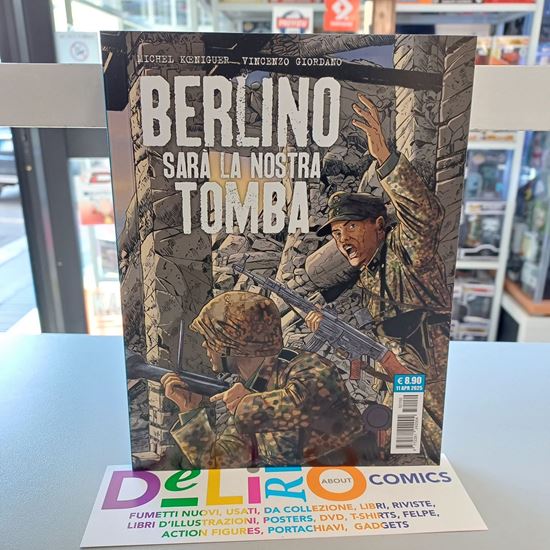 MICHEL KŒNIGUER VINCENZO GIORDANO
BERLINO
SARÀ LA NOSTRA
TOMBA
€ 8.90
11 APR 2025
DeLiRiO ABOUT COMICS
FUMETTI NUOVI, USATI, DA COLLEZIONE, LIBRI, RIVISTE,
LIBRI D'ILLUSTRAZIONI, POSTERS, DVD, T-SHIRTS, FELPE,
ACTION FIGURES, PORTACHIAVI, GADGETS